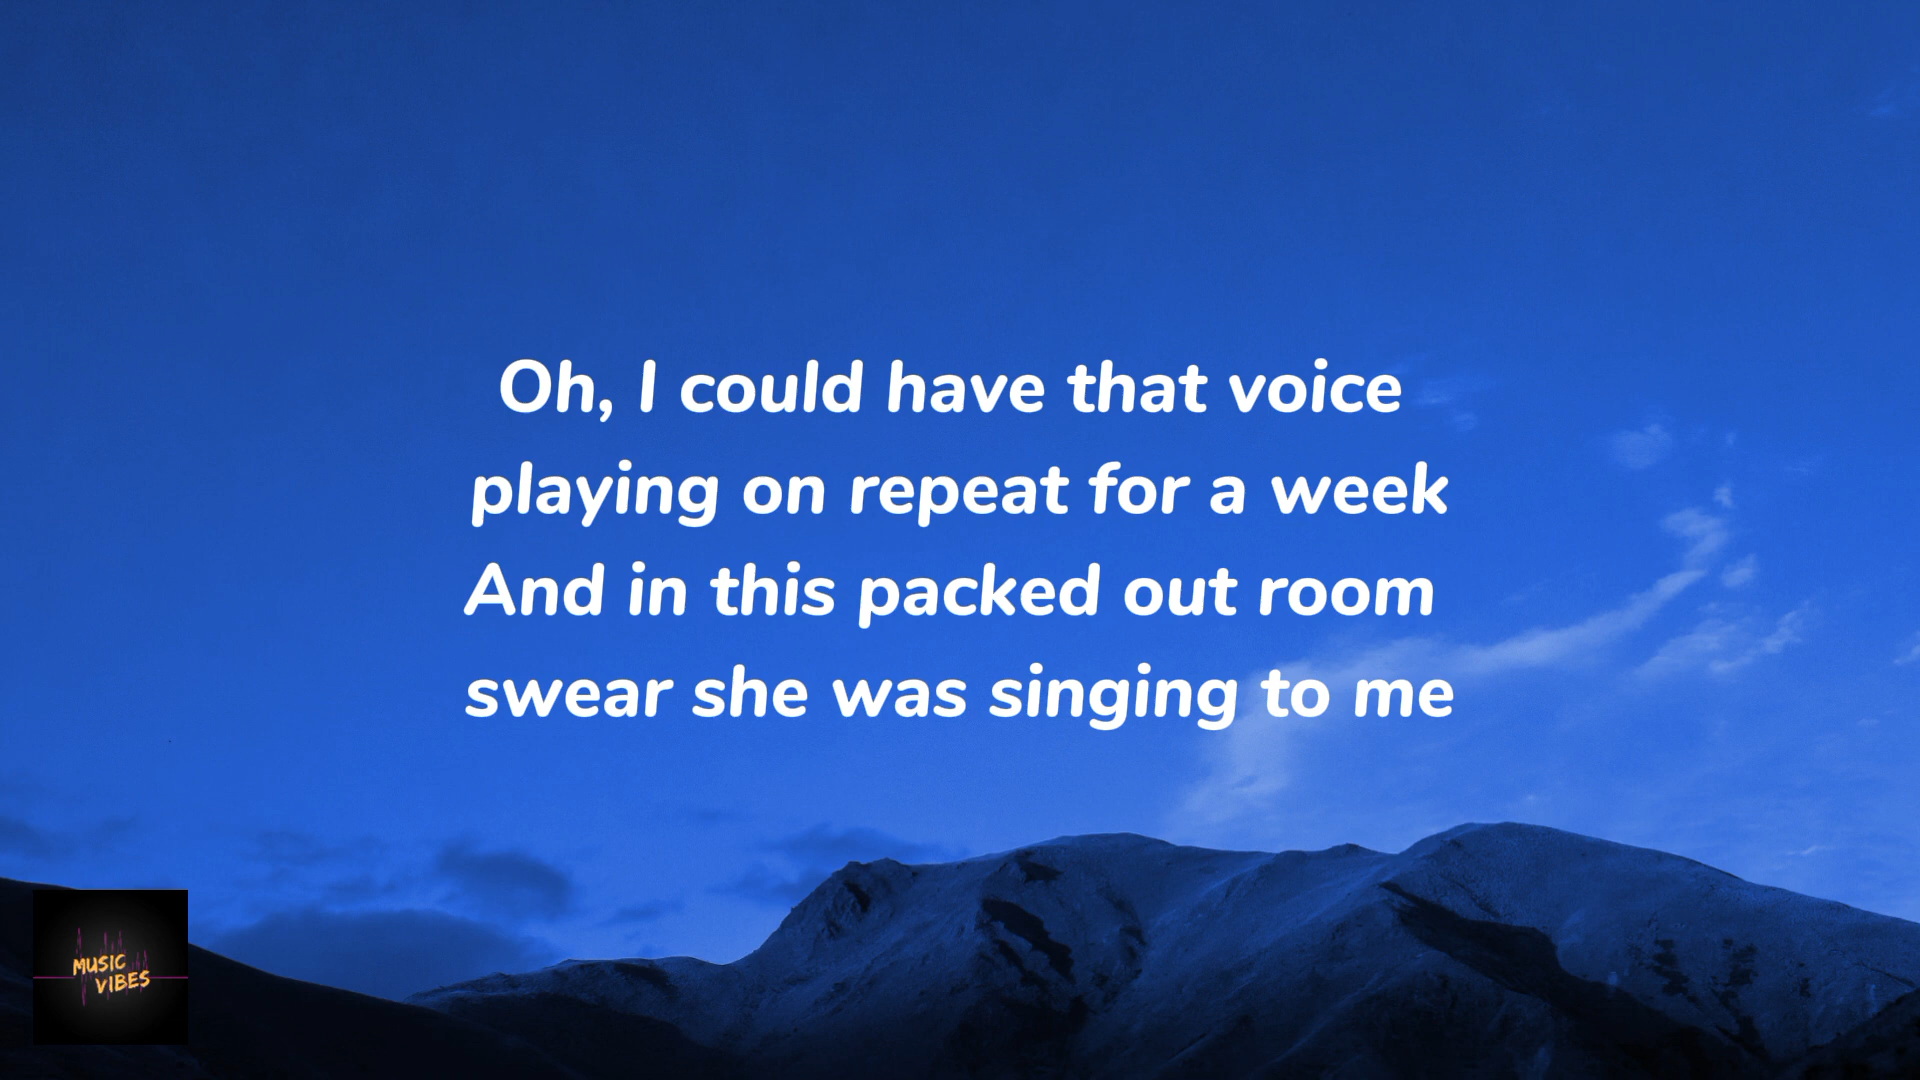 Oh, I could have that voice
playing on repeat for a week
And in this packed out room
swear she was singing to me
MUSIC
VIBES